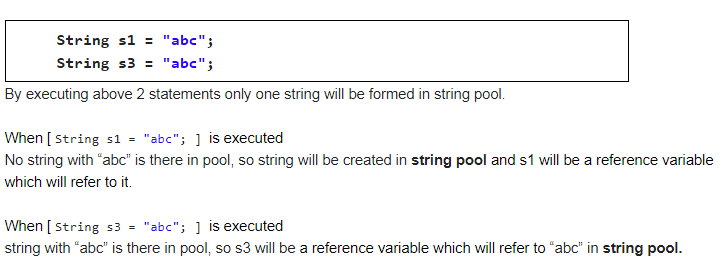 String s1 = "abc";
String s3 = "abc";
By executing above 2 statements only one string will be formed in string pool.
When [ String s1 = "abc"; ] is executed
No string with “abc” is there in pool, so string will be created in string pool and s1 will be a reference variable
which will refer to it.
When [ String s3 = "abc"; ] is executed
string with “abc” is there in pool, so s3 will be a reference variable which will refer to “abc” in string pool.